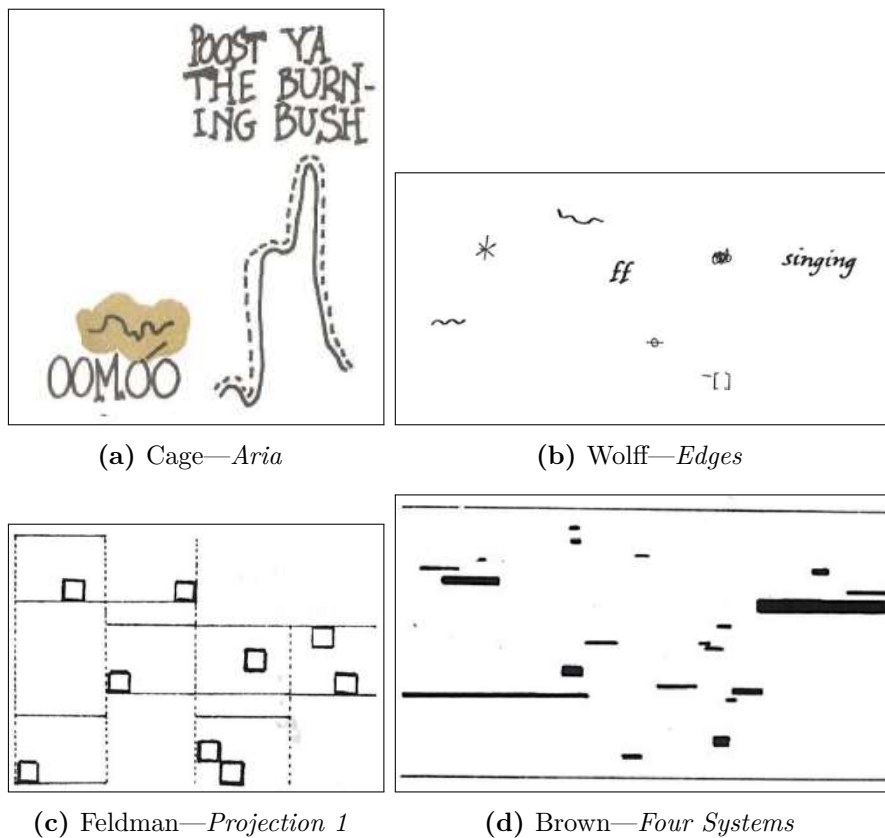 POOST YA
THE BURN-
ING BUSH
OOMOO
(a) Cage—Aria
ff
singing
(b) Wolff—Edges
(c) Feldman—Projection 1
(d) Brown—Four Systems